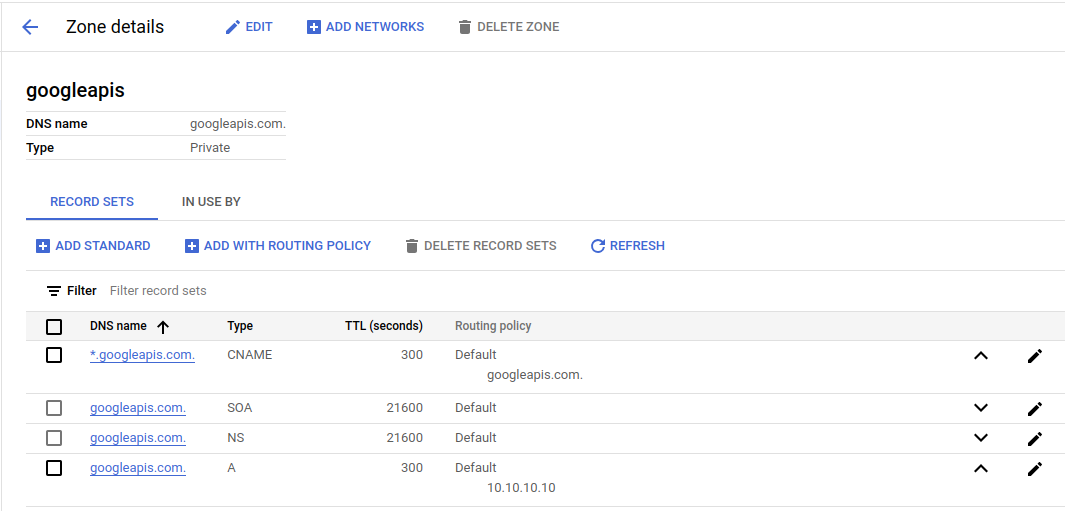 Zone details EDIT ADD NETWORKS DELETE ZONE
googleapis
DNS name googleapis.com.
Type Private
RECORD SETS IN USE BY
ADD STANDARD ADD WITH ROUTING POLICY DELETE RECORD SETS REFRESH
Filter Filter record sets
DNS name Type TTL (seconds) Routing policy
*.googleapis.com. CNAME 300 Default
googleapis.com.
googleapis.com. SOA 21600 Default
googleapis.com. NS 21600 Default
googleapis.com. A 300 Default
10.10.10.10